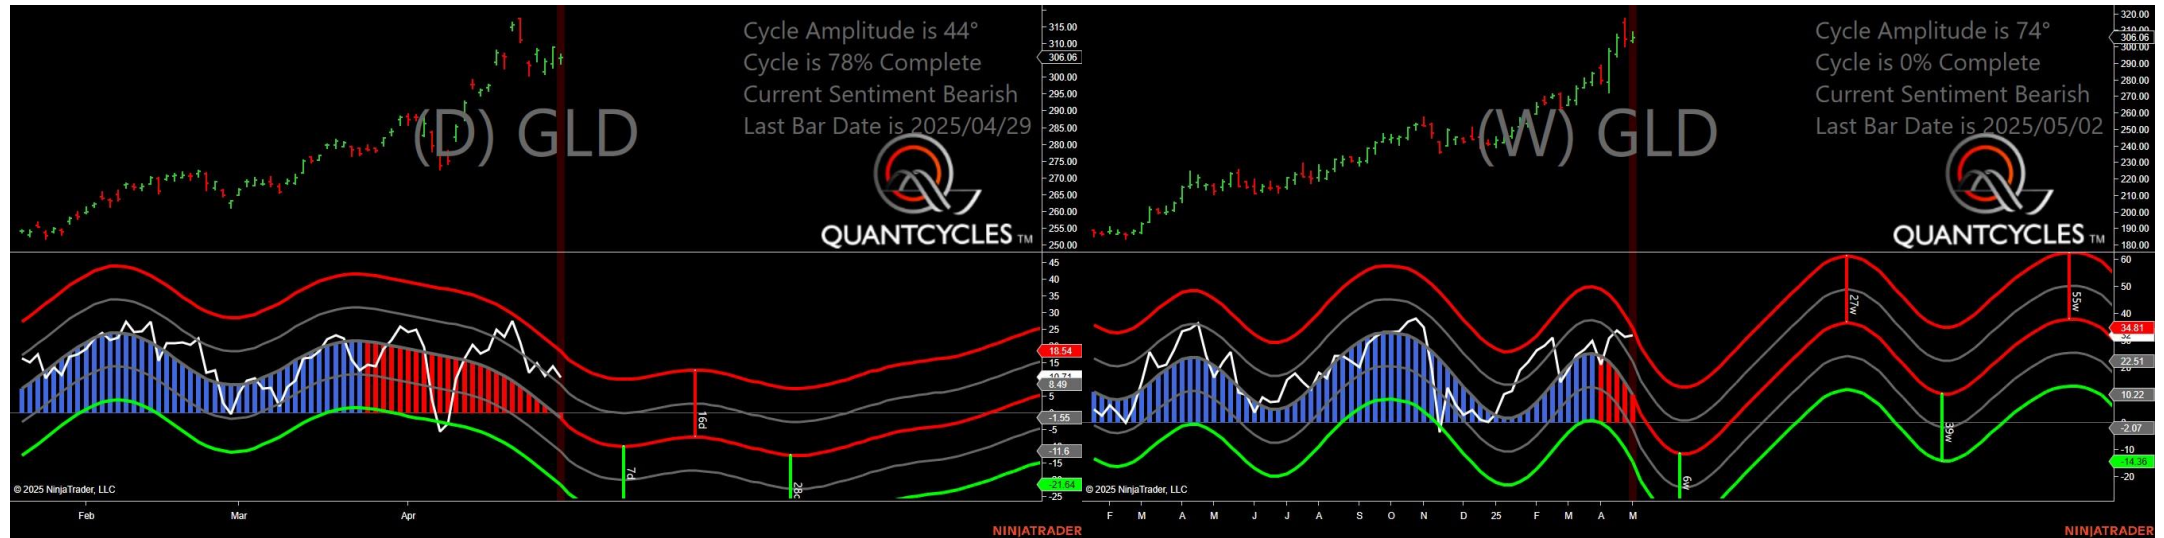 Cycle Amplitude is 44°
Cycle is 78% Complete
Current Sentiment Bearish
Last Bar Date is 2025/04/29
(D) GLD
QUANTCYCLES TM
315.00
310.00
306.06
300.00
295.00
290.00
285.00
280.00
275.00
270.00
265.00
260.00
255.00
250.00
45
40
35
30
25
18.54
15
10.71
8.49
5
-1.55
-5
-11.6
-15
-21.64
-25
7d
16d
© 2025 NinjaTrader, LLC
Feb
Mar
Apr
NINJATRADER
Cycle Amplitude is 74°
Cycle is 0% Complete
Current Sentiment Bearish
Last Bar Date is 2025/05/02
(W) GLD
QUANTCYCLES TM
320.00
306.06
300.00
290.00
280.00
270.00
260.00
250.00
240.00
230.00
220.00
210.00
200.00
190.00
180.00
60
50
40
34.81
22.51
10.22
-2.07
-10
-14.36
-20
27w
55w
39w
6w
© 2025 NinjaTrader, LLC
F M A M J J A S O N D 25 F M A M
NINJATRADER